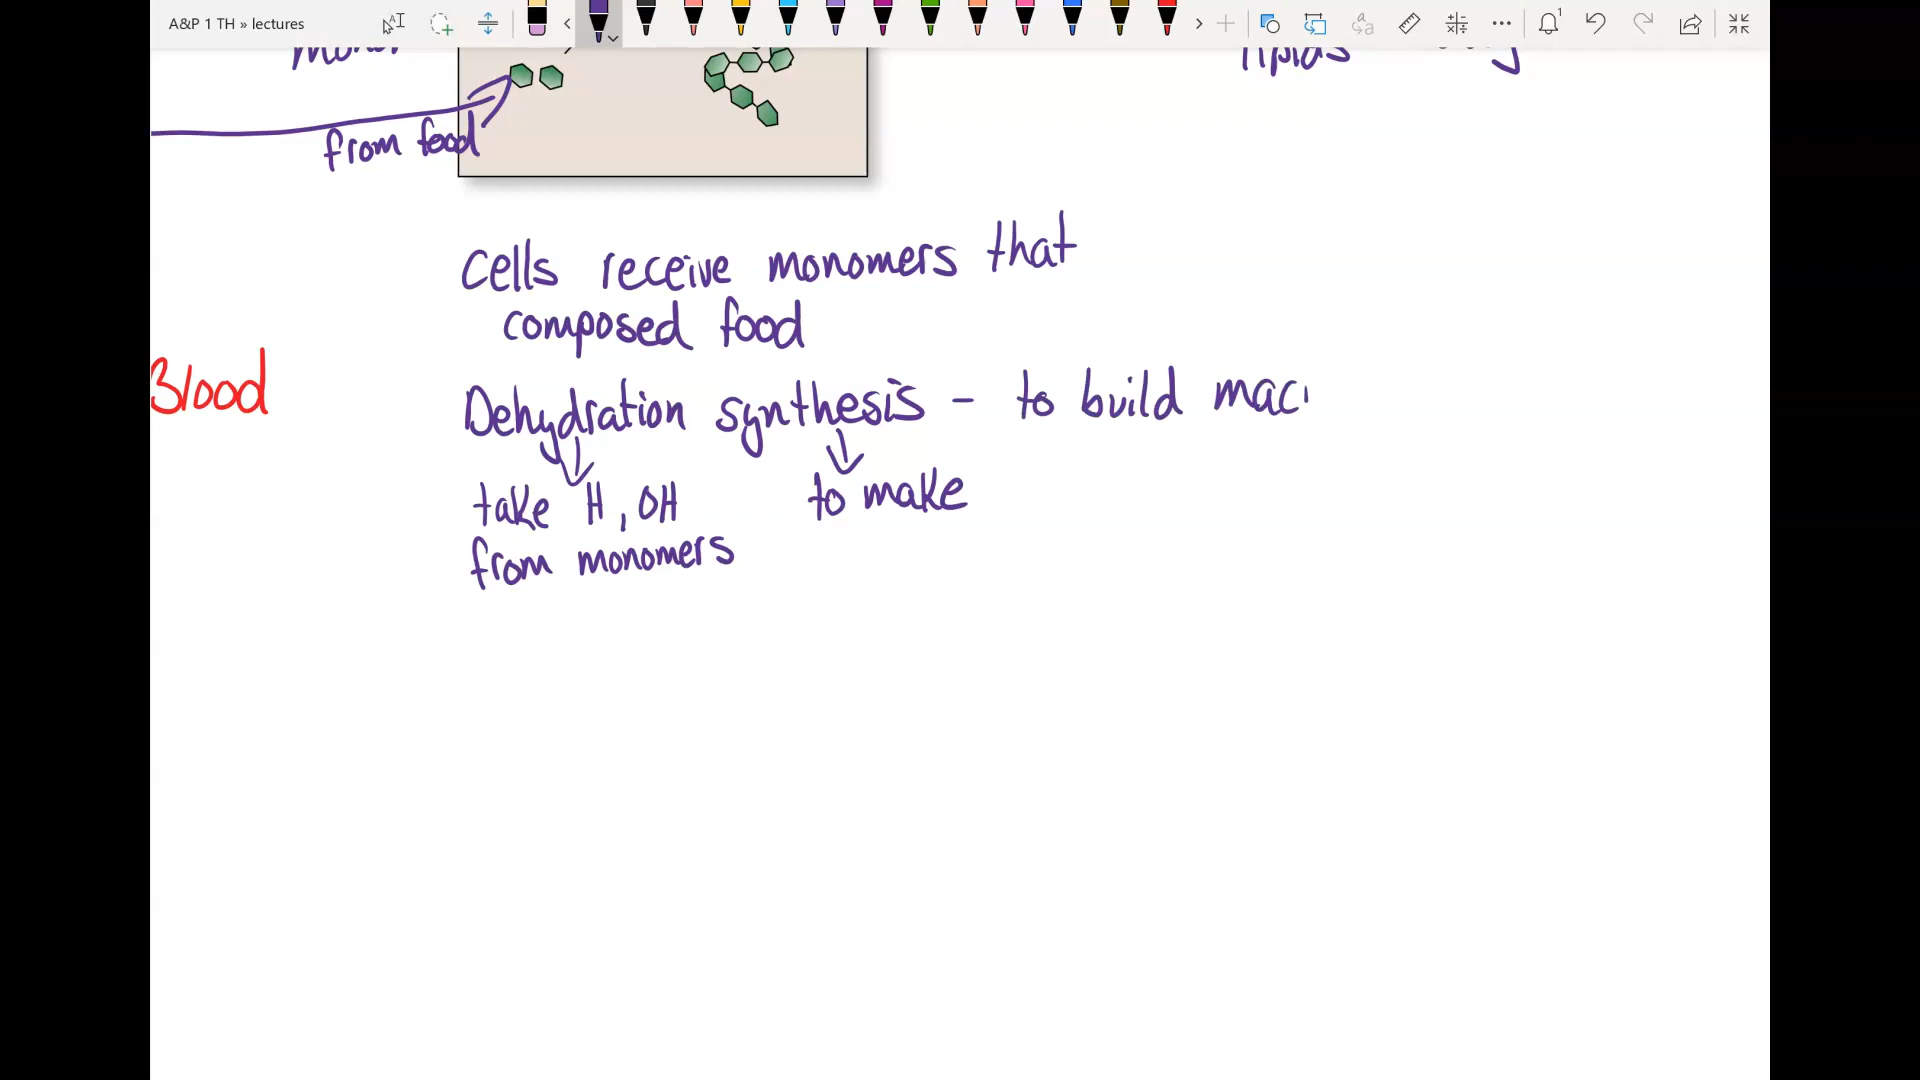 A&P 1 TH » lectures
from food
Cells receive monomers that
composed food
Blood
Dehydration synthesis - to build mac
take H, OH
to make
from monomers